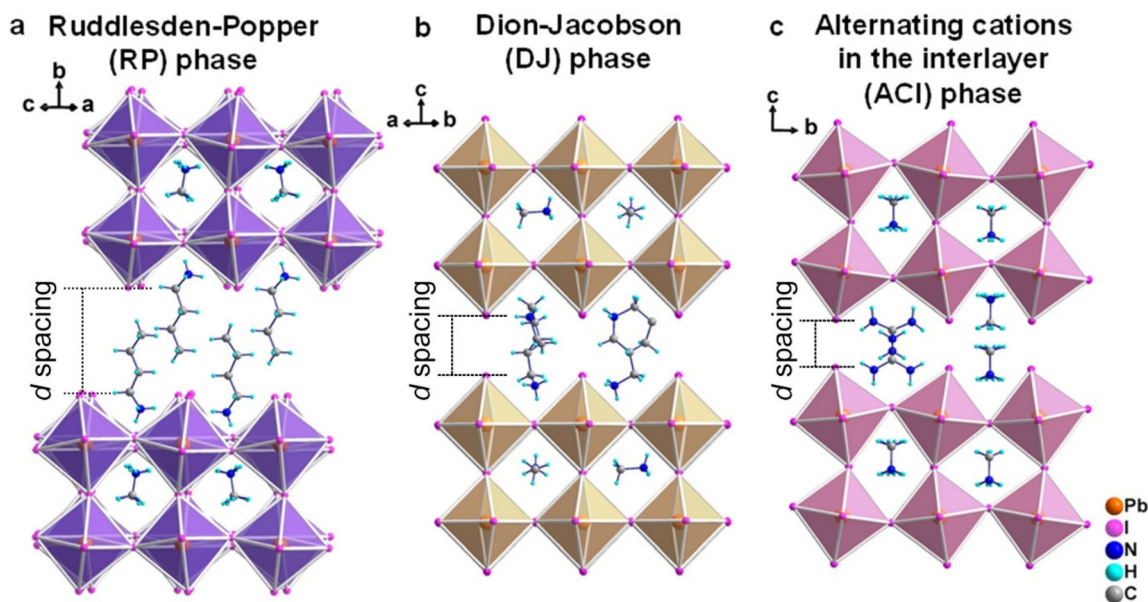 a Ruddlesden-Popper
(RP) phase
b
c a
d spacing
b Dion-Jacobson
(DJ) phase
c
a b
d spacing
c Alternating cations
in the interlayer
(ACI) phase
c
b
d spacing
Pb
I
N
H
C